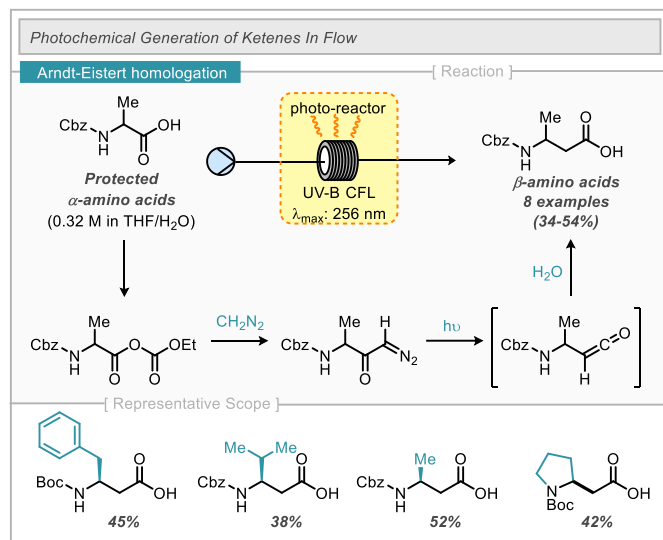 Photochemical Generation of Ketenes In Flow
Arndt-Eistert homologation
[ Reaction ]
Me
Cbz
N
H
OH
O
Protected
α-amino acids
(0.32 M in THF/H2O)
photo-reactor
UV-B CFL
λmax: 256 nm
Me
O
Cbz
N
H
OH
β-amino acids
8 examples
(34-54%)
H2O
Me
Cbz
N
H
O
O
O
OEt
CH2N2
Me
H
Cbz
N
H
O
N2
hυ
Me
O
Cbz
N
H
C
H
[ Representative Scope ]
O
Boc
N
H
OH
45%
Me
Me
O
Cbz
N
H
OH
38%
Me
O
Cbz
N
H
OH
52%
N
Boc
O
OH
42%